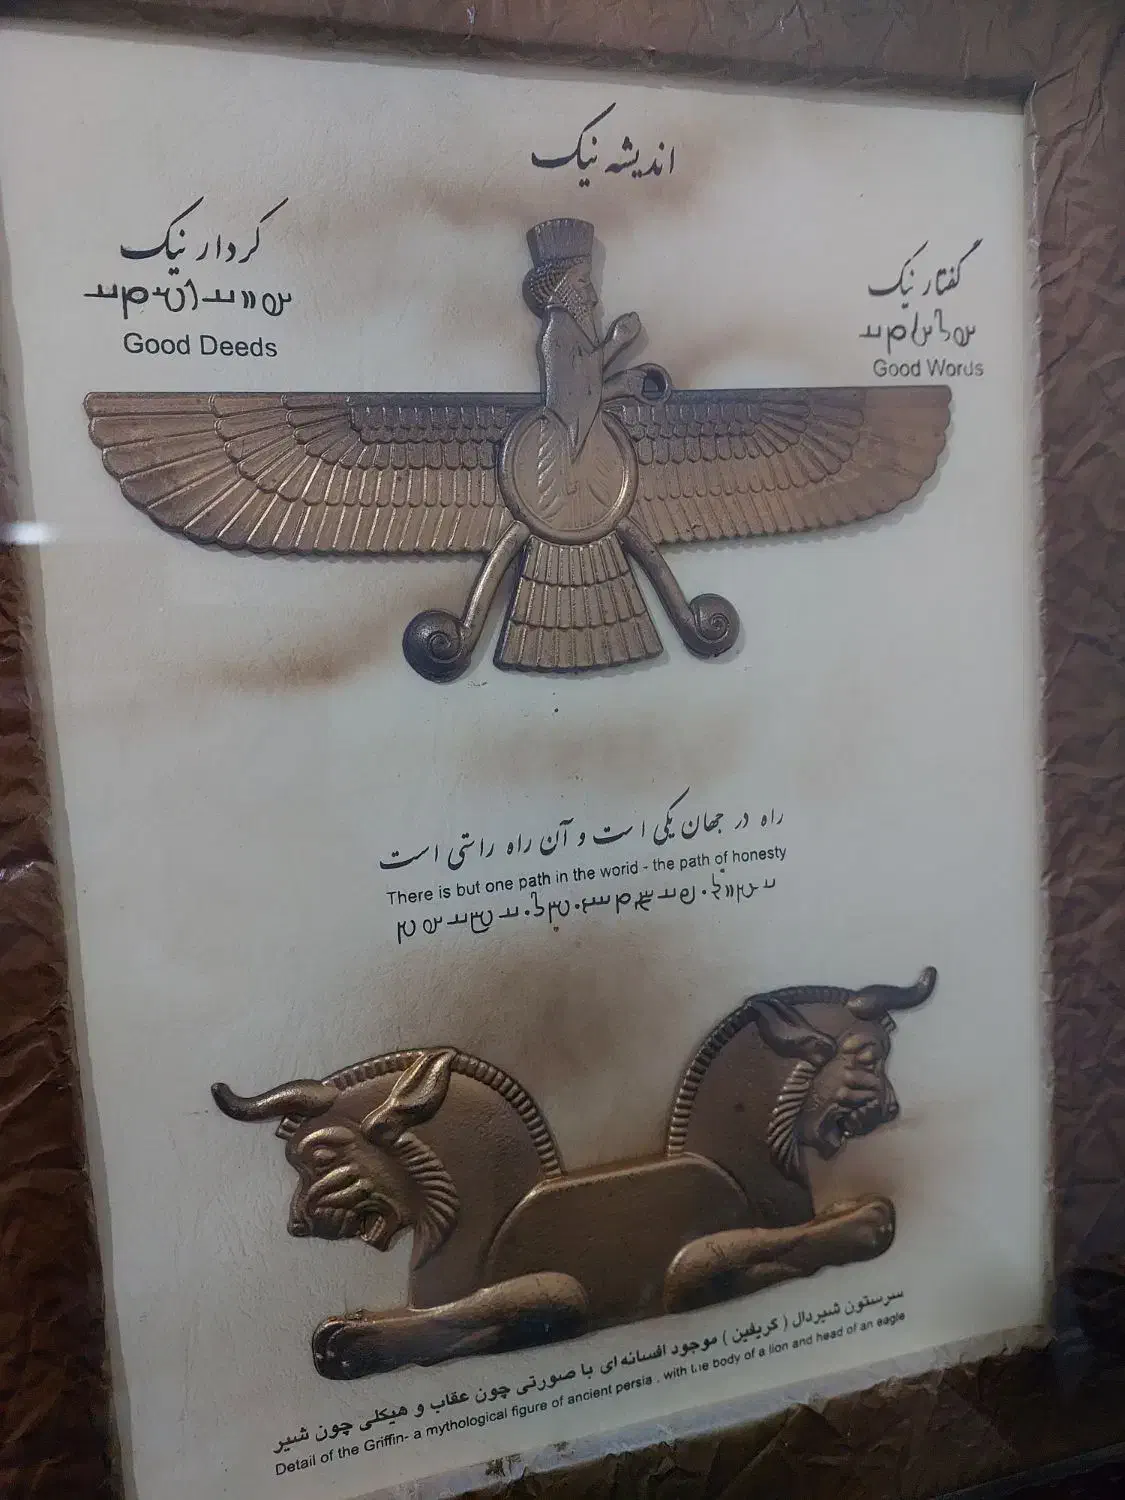 اندیشه نیک
کردار نیک
Good Deeds
گفتار نیک
Good Words
راه در جهان یکی است و آن راه راستی است
There is but one path in the world - the path of honesty
سرستون شیردال ( گریفین ) موجود افسانه ای با صورتی چون عقاب و هیکلی چون شیر
Detail of the Griffin- a mythological figure of ancient persia , with the body of a lion and head of an eagle